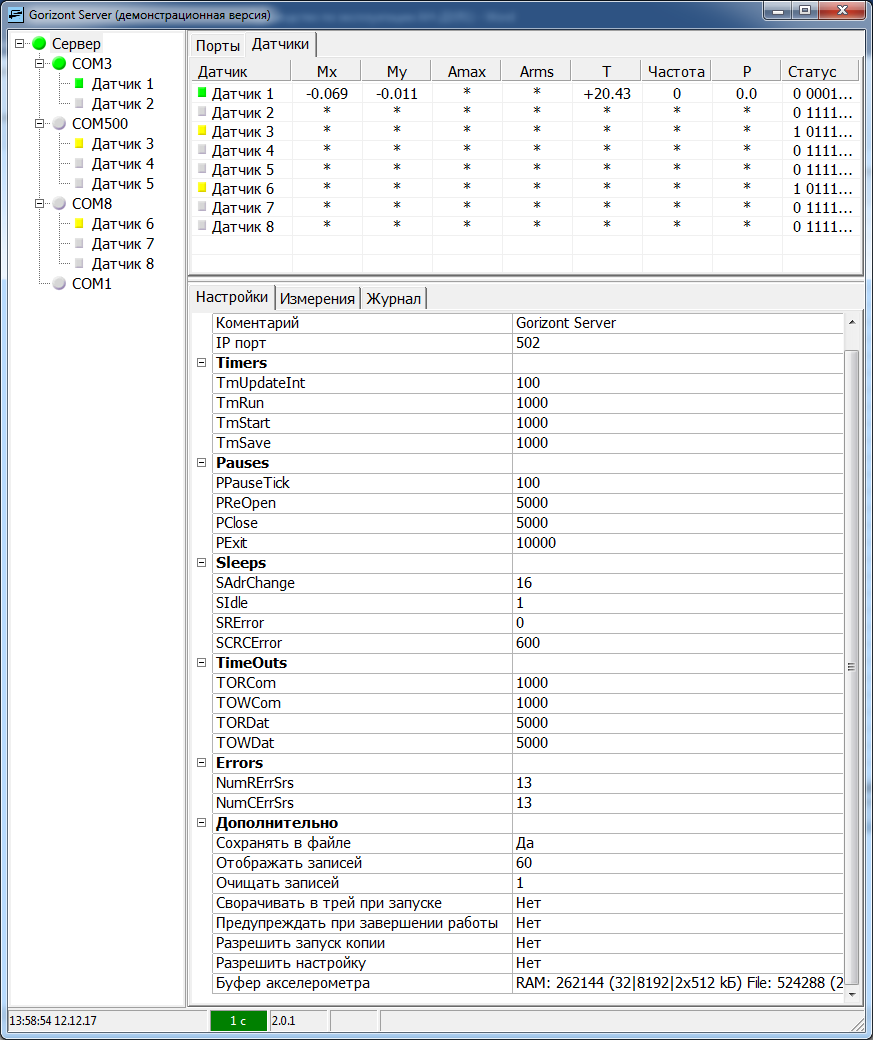 Gorizont Server (демонстрационная версия)
Сервер
COM3
Датчик 1
Датчик 2
COM500
Датчик 3
Датчик 4
Датчик 5
COM8
Датчик 6
Датчик 7
Датчик 8
COM1
Порты Датчики
Датчик Mx My Amax Arms T Частота P Статус
Датчик 1 -0.069 -0.011 * * +20.43 0 0.0 0 0001...
Датчик 2 * * * * * * * 0 1111...
Датчик 3 * * * * * * * 1 0111...
Датчик 4 * * * * * * * 0 1111...
Датчик 5 * * * * * * * 0 1111...
Датчик 6 * * * * * * * 1 0111...
Датчик 7 * * * * * * * 0 1111...
Датчик 8 * * * * * * * 0 1111...
Настройки Измерения Журнал
Коментарий Gorizont Server
IP порт 502
Timers
TmUpdateInt 100
TmRun 1000
TmStart 1000
TmSave 1000
Pauses
PPauseTick 100
PReOpen 5000
PClose 5000
PExit 10000
Sleeps
SAdrChange 16
SIdle 1
SRError 0
SCRCError 600
TimeOuts
TORCom 1000
TOWCom 1000
TORDat 5000
TOWDat 5000
Errors
NumRErrSrs 13
NumCErrSrs 13
Дополнительно
Сохранять в файле Да
Отображать записей 60
Очищать записей 1
Сворачивать в трей при запуске Нет
Предупреждать при завершении работы Нет
Разрешить запуск копии Нет
Разрешить настройку Нет
Буфер акселерометра RAM: 262144 (32|8192|2x512 кБ) File: 524288 (2
13:58:54 12.12.17 1 с 2.0.1